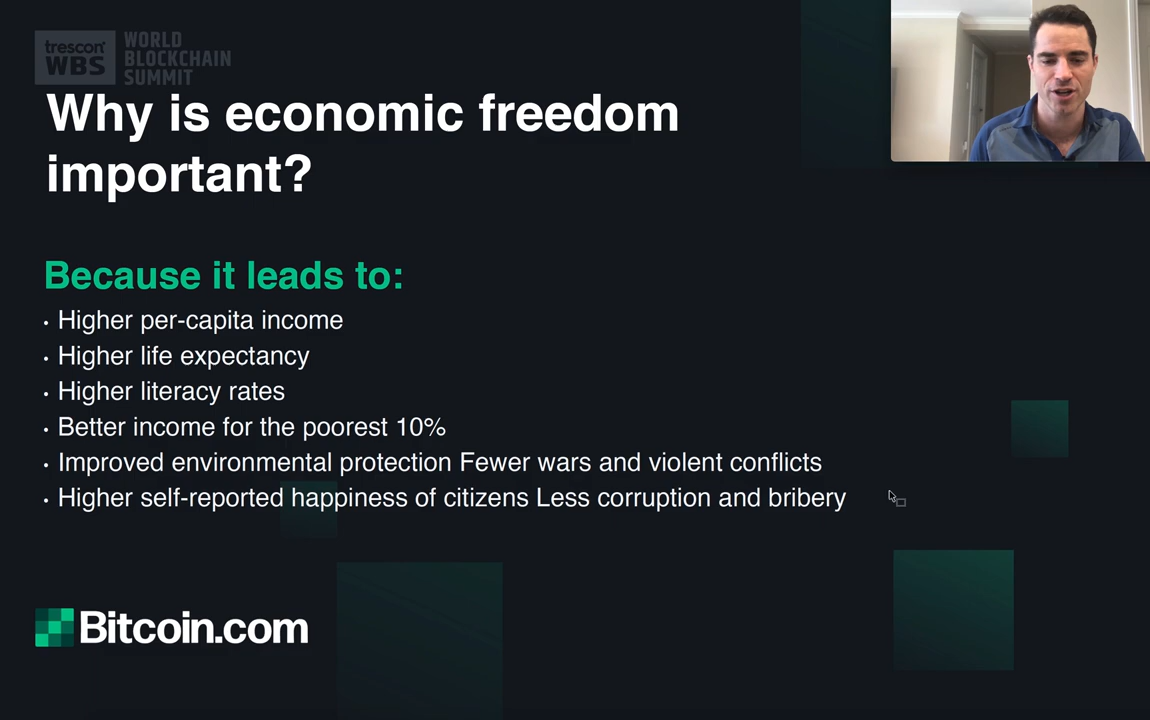 trescon
WBS
WORLD
BLOCKCHAIN
SUMMIT
Why is economic freedom
important?
Because it leads to:
• Higher per-capita income
• Higher life expectancy
• Higher literacy rates
• Better income for the poorest 10%
• Improved environmental protection Fewer wars and violent conflicts
• Higher self-reported happiness of citizens Less corruption and bribery
Bitcoin.com